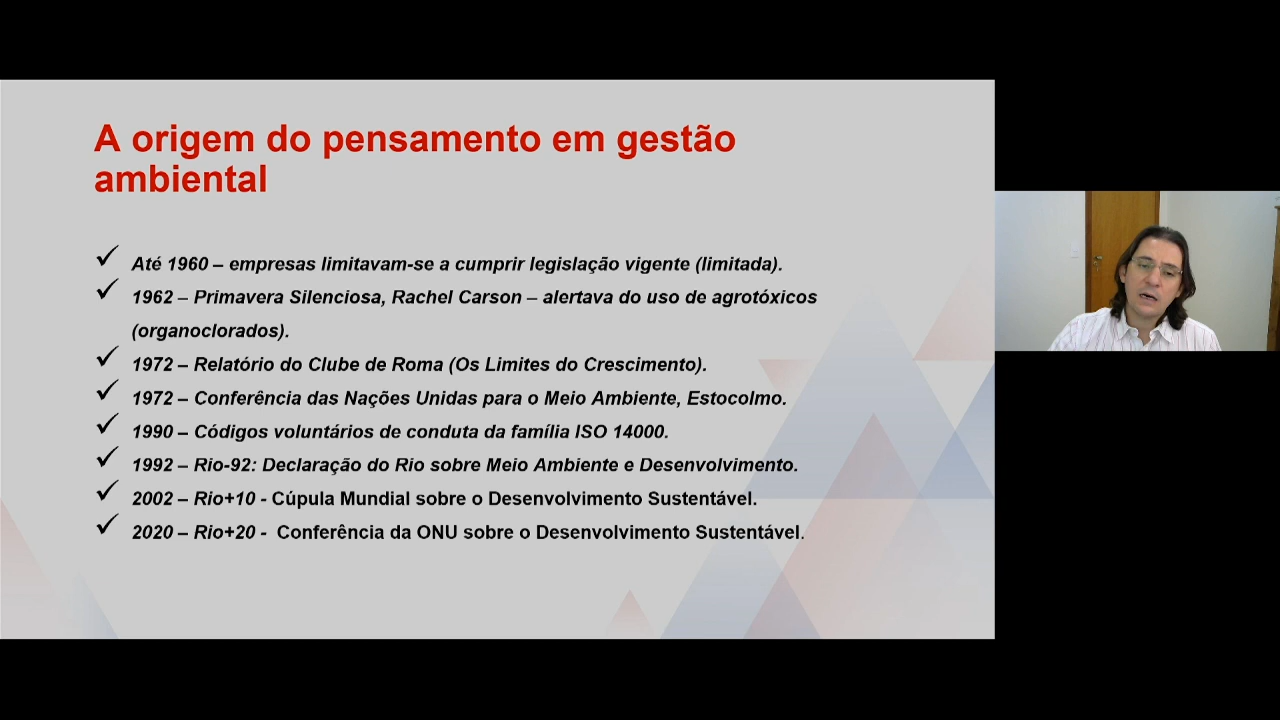 A origem do pensamento em gestão
ambiental
Até 1960 – empresas limitavam-se a cumprir legislação vigente (limitada).
1962 – Primavera Silenciosa, Rachel Carson – alertava do uso de agrotóxicos
(organoclorados).
1972 – Relatório do Clube de Roma (Os Limites do Crescimento).
1972 – Conferência das Nações Unidas para o Meio Ambiente, Estocolmo.
1990 – Códigos voluntários de conduta da família ISO 14000.
1992 – Rio-92: Declaração do Rio sobre Meio Ambiente e Desenvolvimento.
2002 – Rio+10 - Cúpula Mundial sobre o Desenvolvimento Sustentável.
2020 – Rio+20 - Conferência da ONU sobre o Desenvolvimento Sustentável.